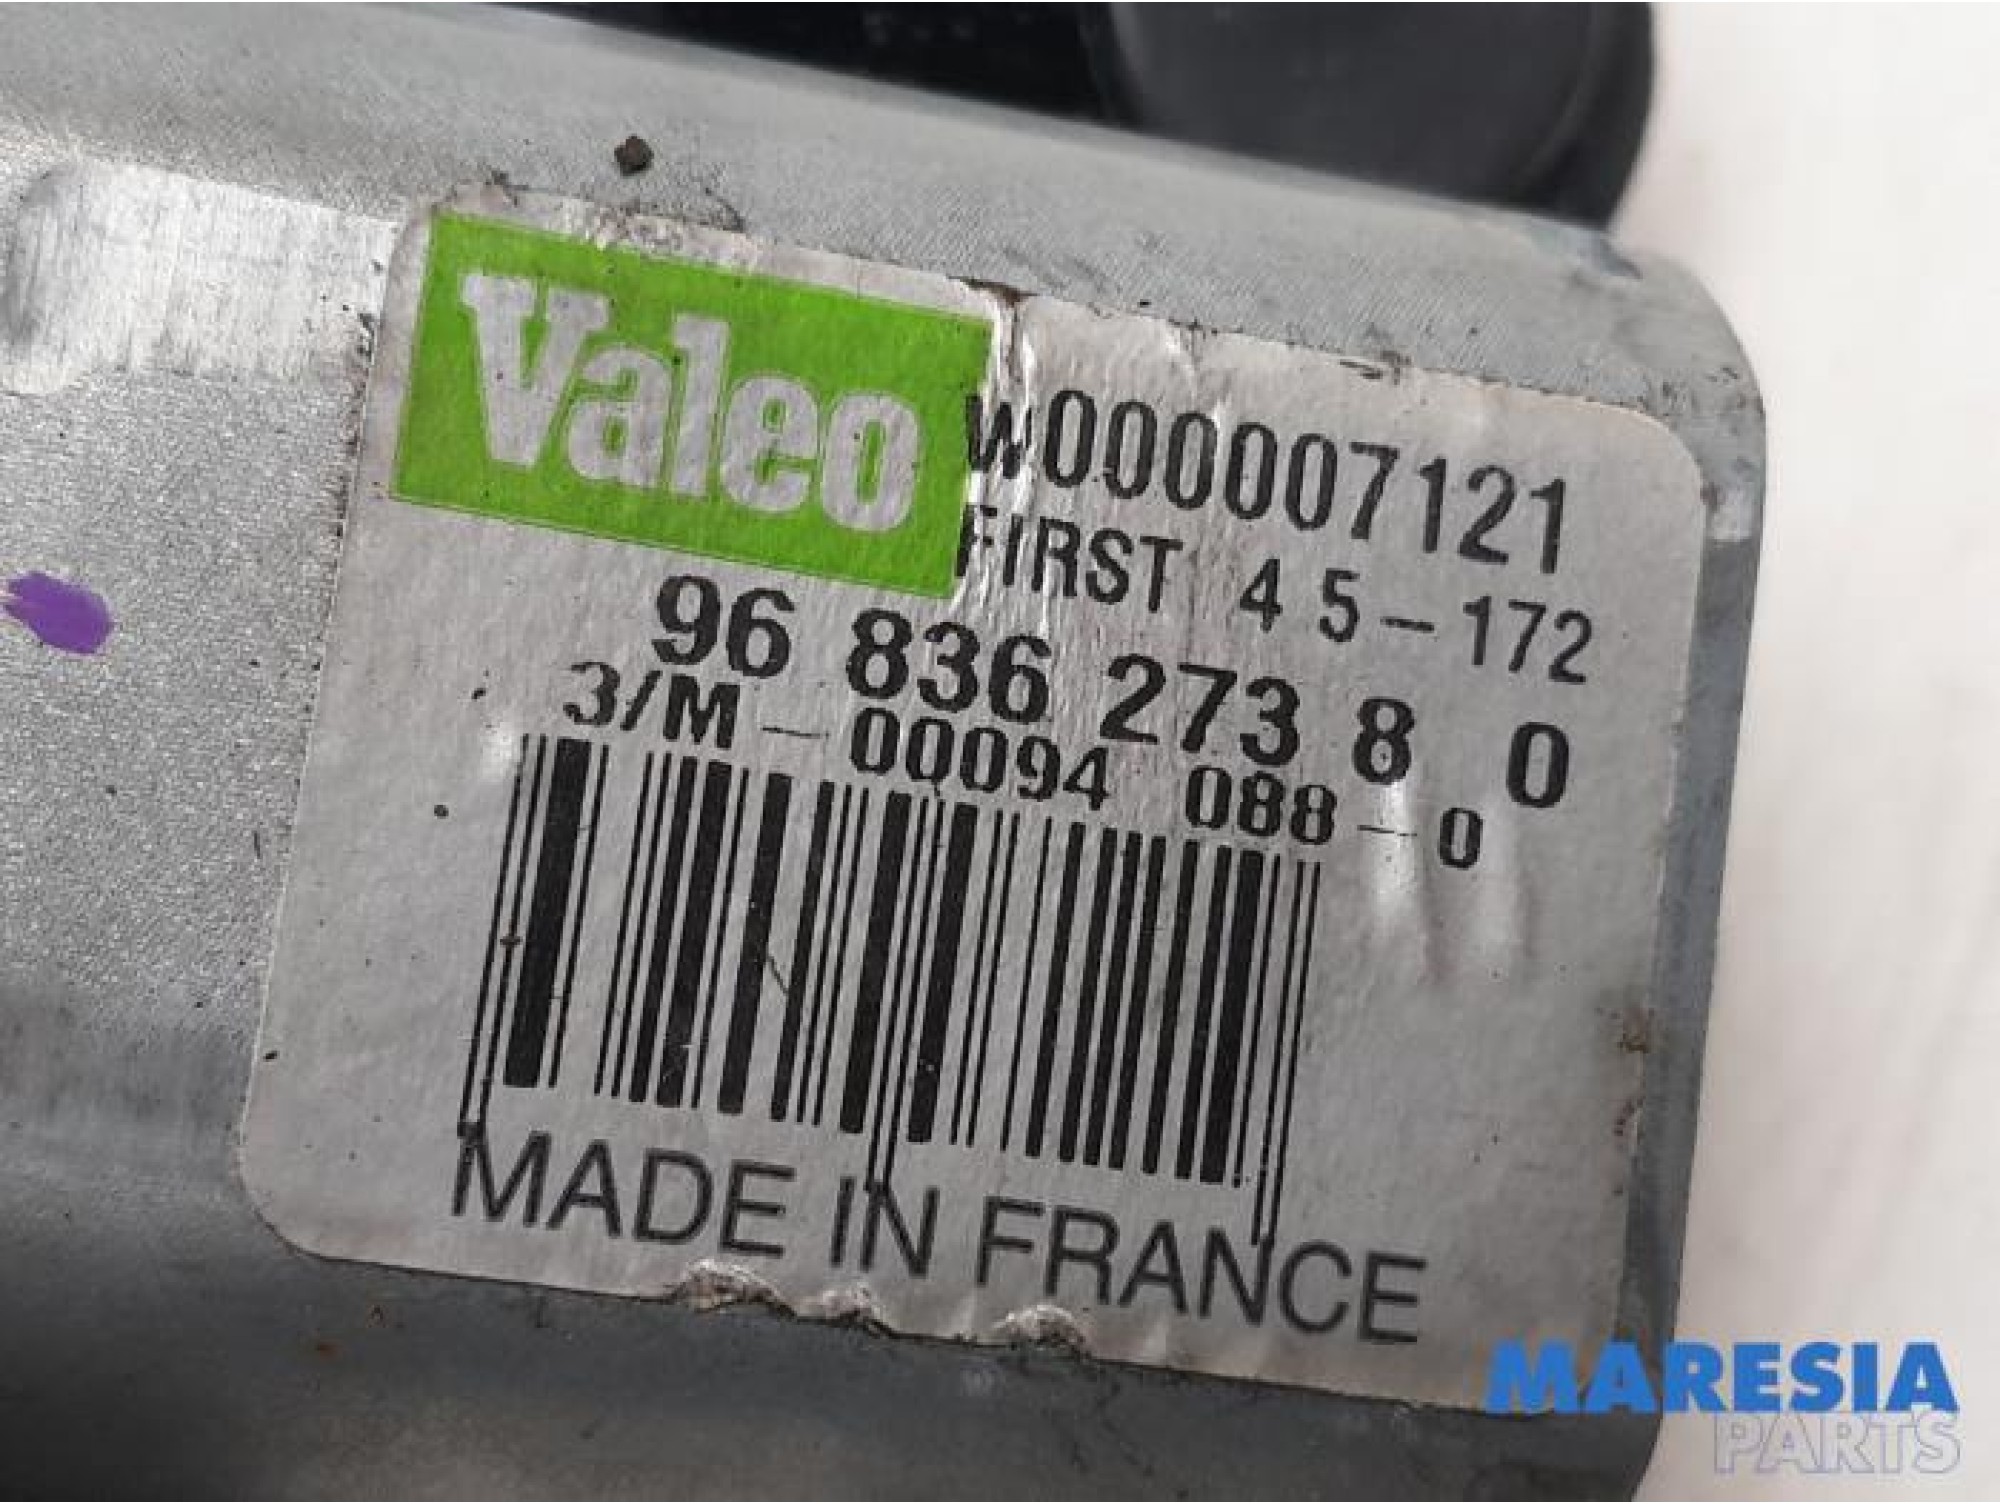 Valeo
W000007121
FIRST 4 5-172
96 836 273 8 0
3/M-00094 088-0
MADE IN FRANCE
MARESIA
PARTS